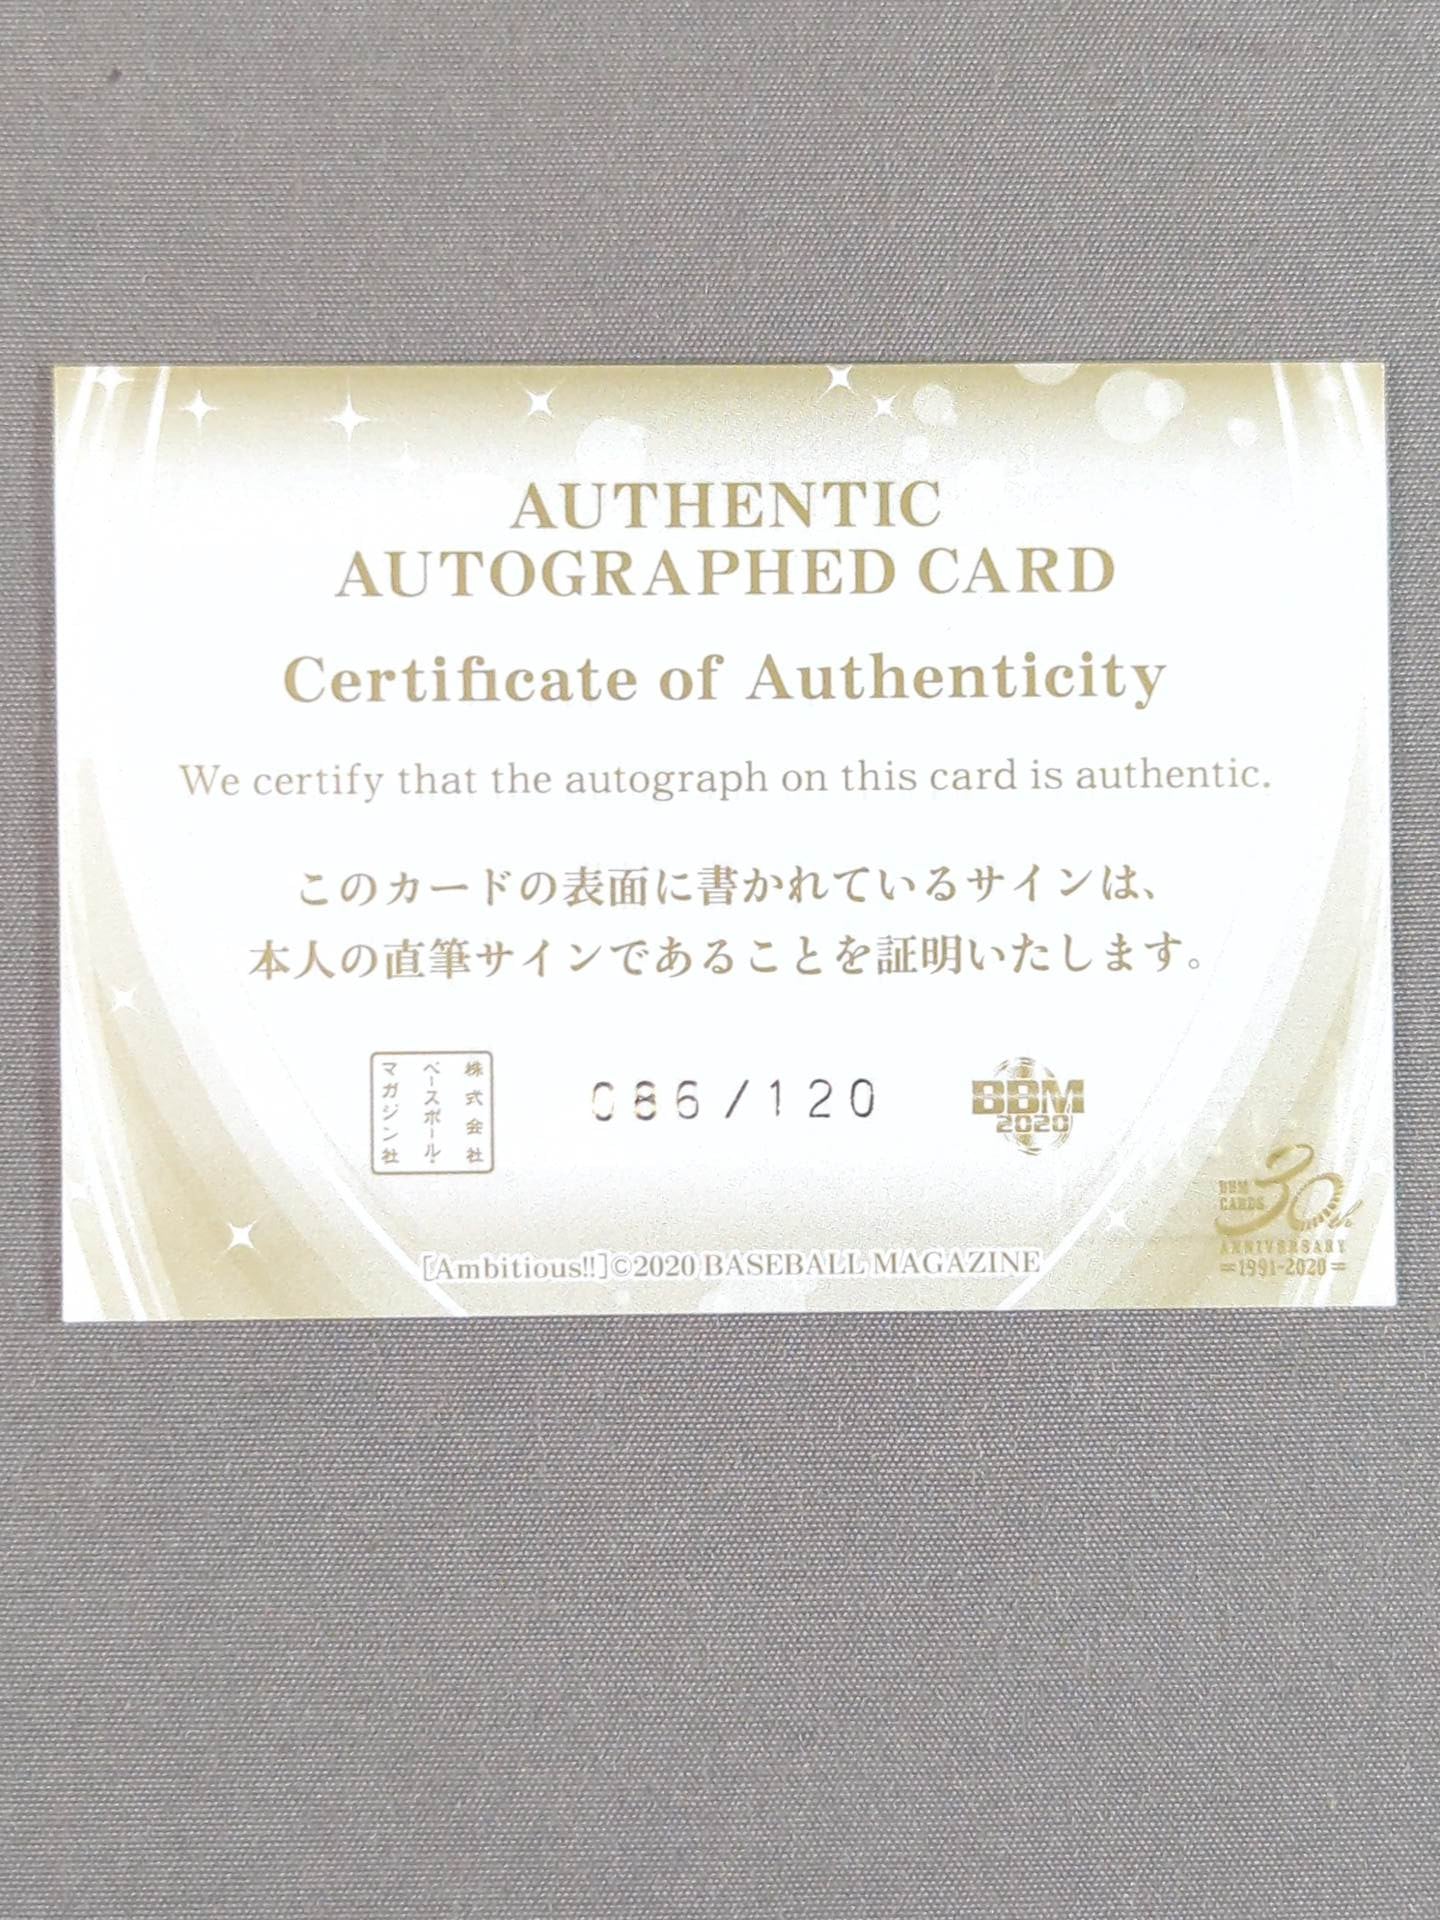 AUTHENTIC
AUTOGRAPHED CARD
Certificate of Authenticity
We certify that the autograph on this card is authentic.
このカードの表面に書かれているサインは、
本人の直筆サインであることを証明いたします。
株式会社
ベースボール・
マガジン社
086/120
BBM
2020
BBM
CARDS
30th
ANNIVERSARY
=1991-2020=
[Ambitious!!]©2020 BASEBALL MAGAZINE